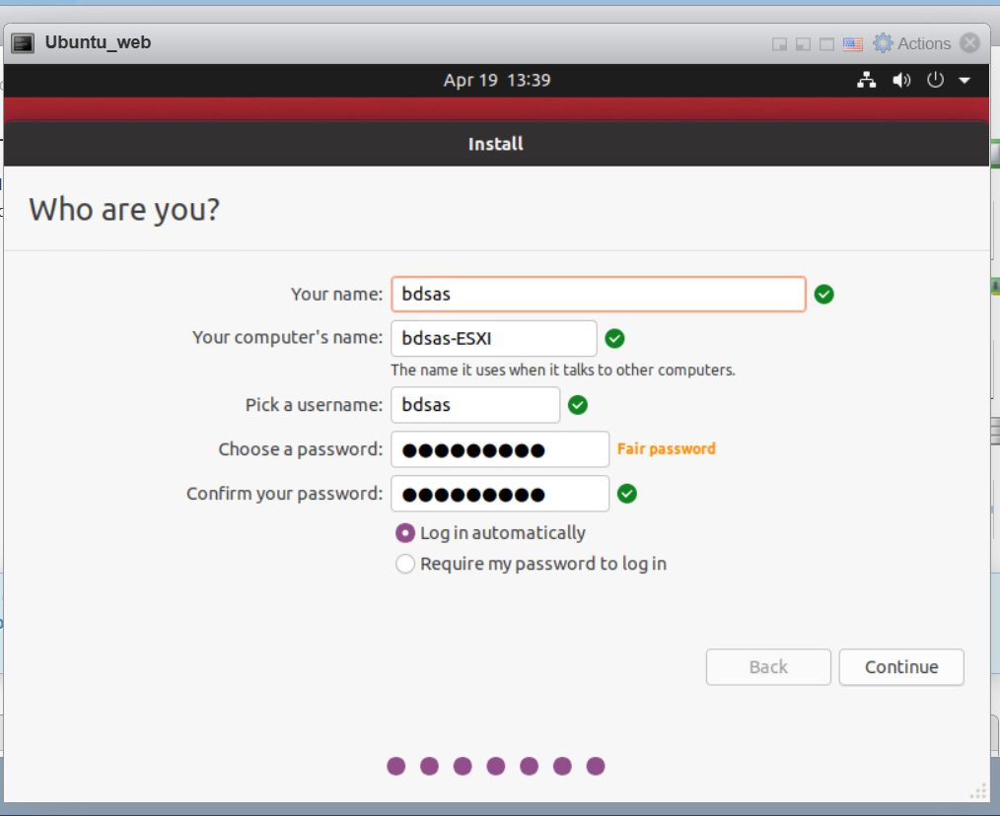 Ubuntu_web
Actions
Apr 19 13:39
Install
Who are you?
Your name: bdsas
Your computer's name: bdsas-ESXI
The name it uses when it talks to other computers.
Pick a username: bdsas
Choose a password: ●●●●●●●●● Fair password
Confirm your password: ●●●●●●●●●
Log in automatically
Require my password to log in
Back
Continue